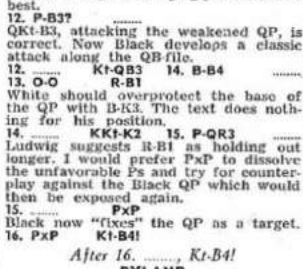 best.
12. P-B3? ........
QKt-B3, attacking the weakened QP, is
correct. Now Black develops a classic
attack along the QB-file.
12. ........ Kt-QB3 14. B-B4 ........
13. O-O R-B1
White should overprotect the base of
the QP with B-K3. The text does noth-
ing for his position.
14. ........ KKt-K2 15. P-QR3 ........
Ludwig suggests R-B1 as holding out
longer. I would prefer PxP to dissolve
the unfavorable Ps and try for counter-
play against the Black QP which would
then be exposed again.
15. ........ PxP
Black now "fixes" the QP as a target.
16. PxP Kt-B4!
After 16. ........, Kt-B4!